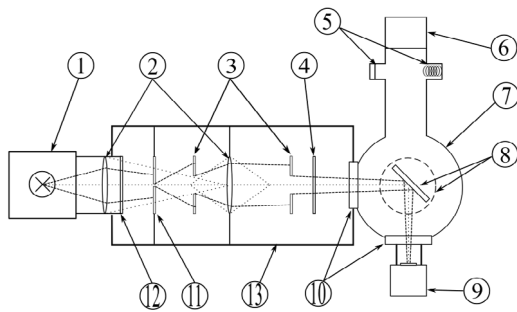 ① ② ③ ④ ⑤ ⑥ ⑦ ⑧
⑫ ⑪ ⑬ ⑩ ⑨